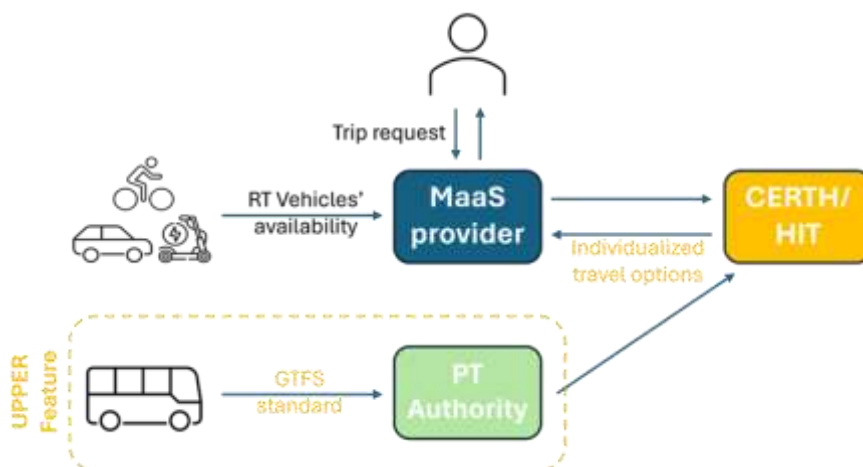 Trip request
RT Vehicles'
availability
MaaS
provider
CERTH/
HIT
Individualized
travel options
UPPER
Feature
GTFS
standard
PT
Authority